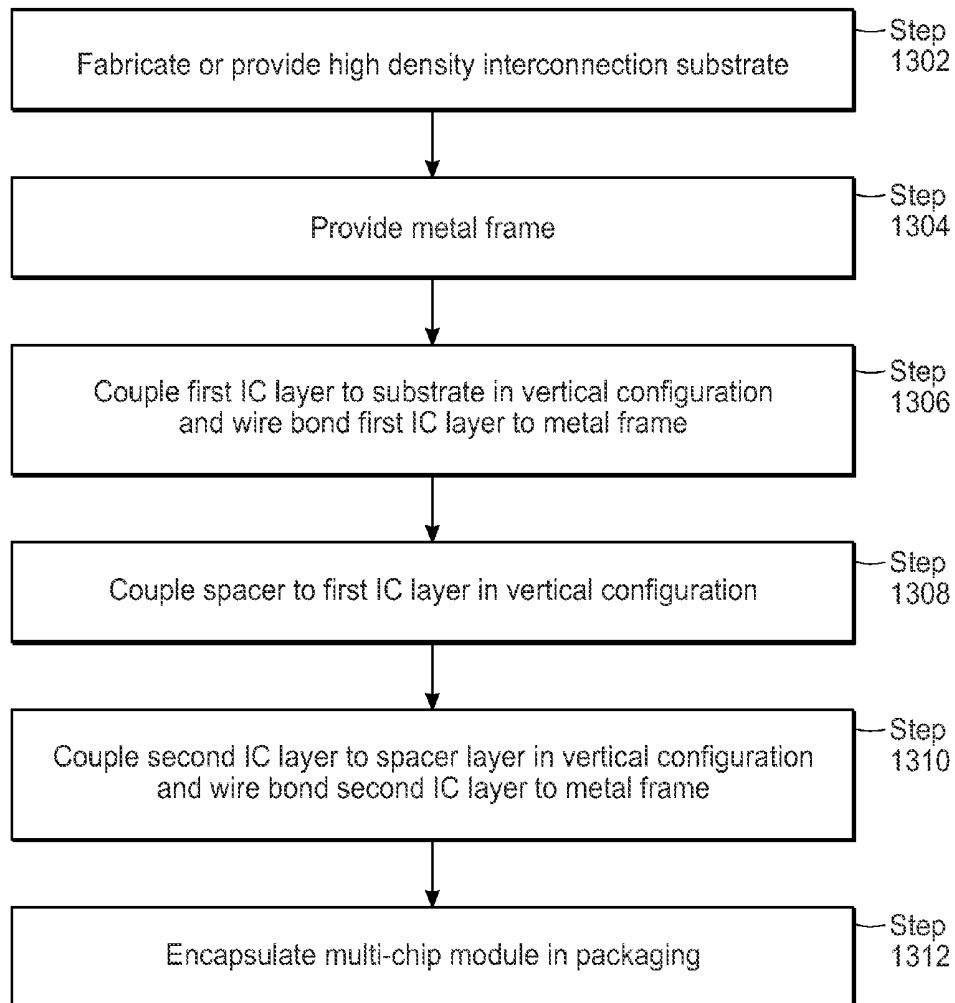 Fabricate or provide high density interconnection substrate
Step
1302
Provide metal frame
Step
1304
Couple first IC layer to substrate in vertical configuration
and wire bond first IC layer to metal frame
Step
1306
Couple spacer to first IC layer in vertical configuration
Step
1308
Couple second IC layer to spacer layer in vertical configuration
and wire bond second IC layer to metal frame
Step
1310
Encapsulate multi-chip module in packaging
Step
1312